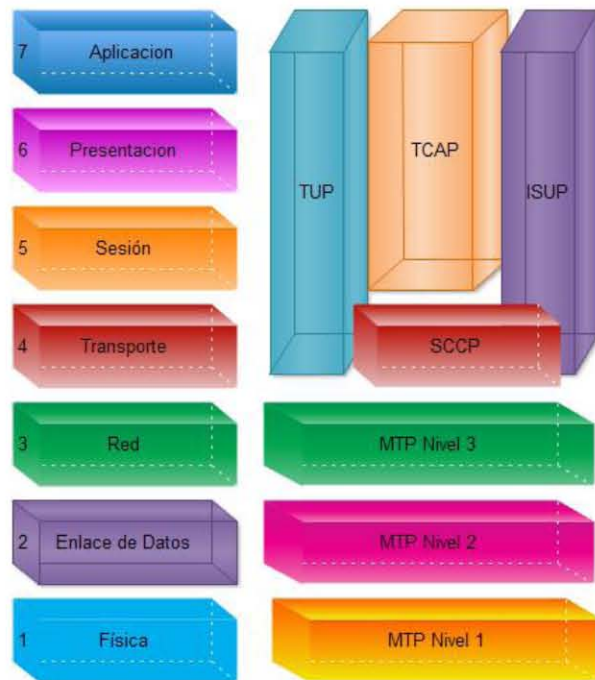 7 Aplicacion
6 Presentacion
5 Sesión
4 Transporte
3 Red
2 Enlace de Datos
1 Física
TUP
TCAP
ISUP
SCCP
MTP Nivel 3
MTP Nivel 2
MTP Nivel 1